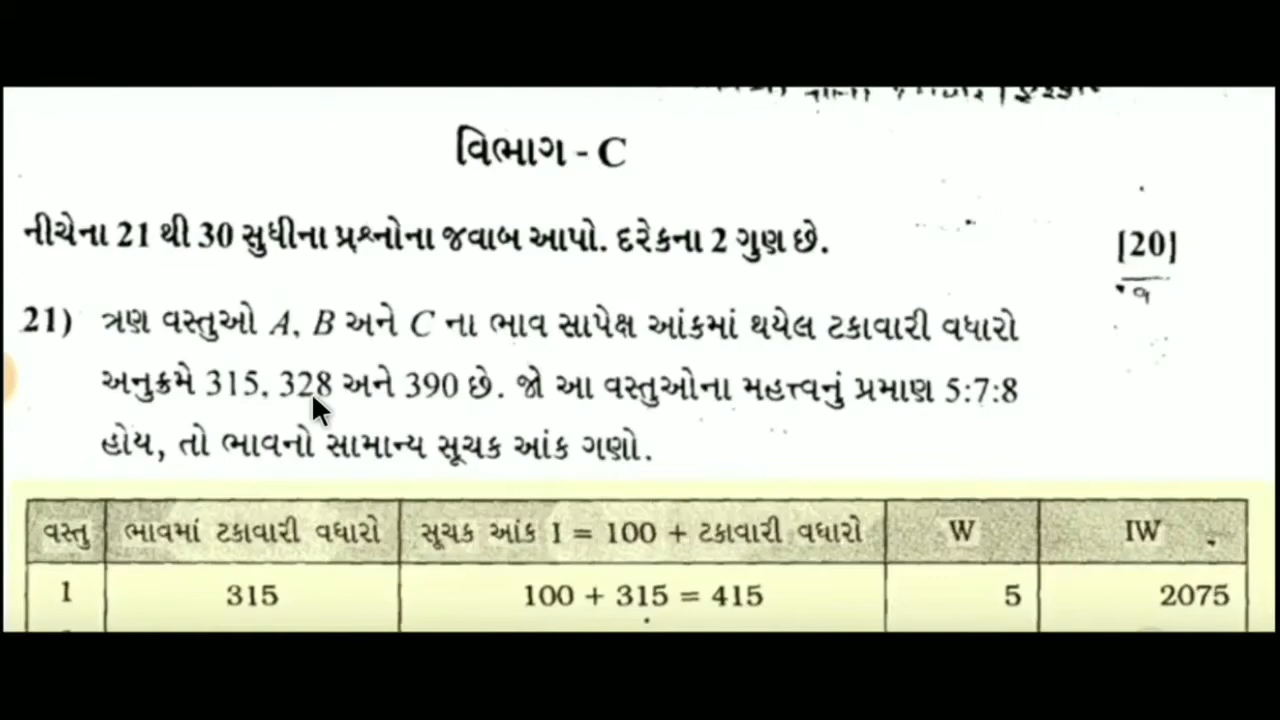 વિભાગ - C
નીચેના 21 થી 30 સુધીના પ્રશ્નોના જવાબ આપો. દરેકના 2 ગુણ છે. [20]
21) ત્રણ વસ્તુઓ A, B અને C ના ભાવ સાપેક્ષ આંકમાં થયેલ ટકાવારી વધારો
અનુક્રમે 315, 328 અને 390 છે. જો આ વસ્તુઓના મહત્ત્વનું પ્રમાણ 5:7:8
હોય, તો ભાવનો સામાન્ય સૂચક આંક ગણો.
વસ્તુ ભાવમાં ટકાવારી વધારો સૂચક આંક I = 100 + ટકાવારી વધારો W IW
1 315 100 + 315 = 415 5 2075